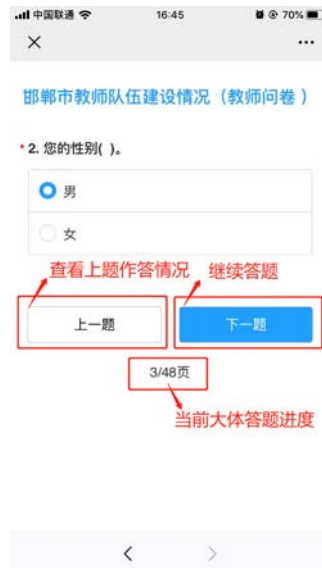 中国联通 16:45 70%
邯郸市教师队伍建设情况（教师问卷）
* 2. 您的性别( )。
男
女
查看上题作答情况 继续答题
上一题 下一题
3/48页
当前大体答题进度